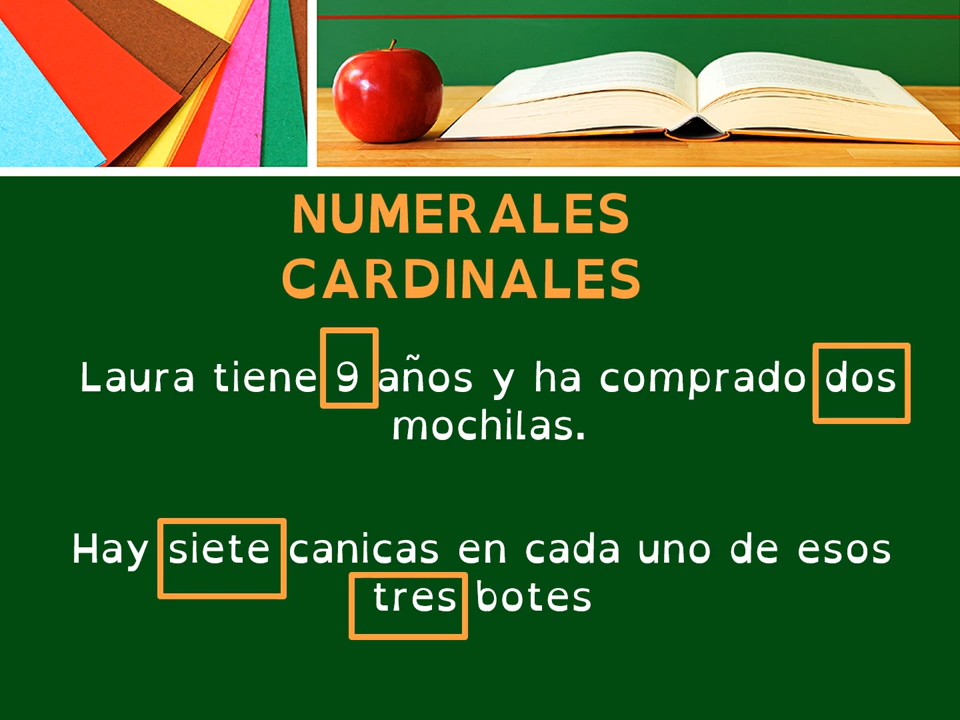 NUMERALES
CARDINALES
Laura tiene 9 años y ha comprado dos
mochilas.
Hay siete canicas en cada uno de esos
tres botes